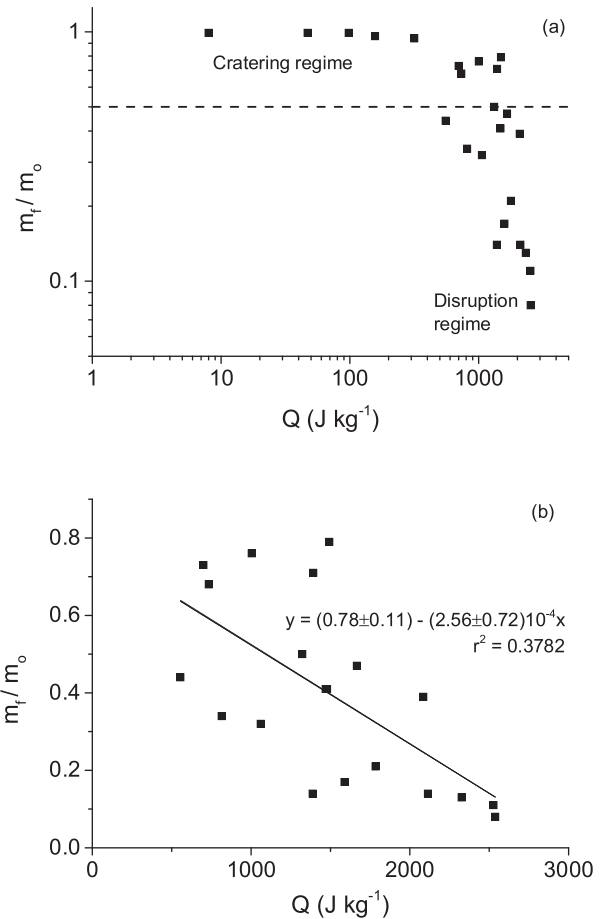 (a)
1
Cratering regime
m_f / m_o
0.1
Disruption
regime
1 10 100 1000
Q (J kg⁻¹)
(b)
0.8
y = (0.78±0.11) - (2.56±0.72)10⁻⁴x
r² = 0.3782
0.6
m_f / m_o
0.4
0.2
0.0
0 1000 2000 3000
Q (J kg⁻¹)